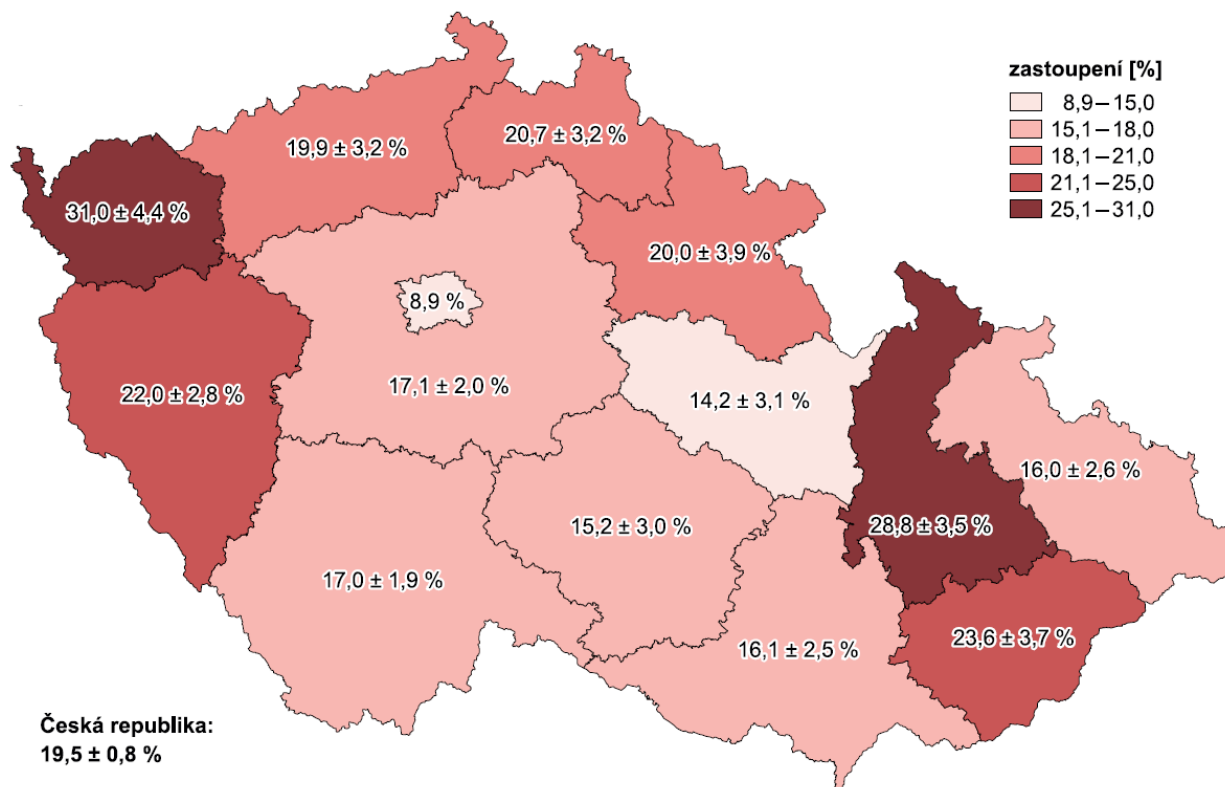 zastoupení [%]
8,9–15,0
15,1–18,0
18,1–21,0
21,1–25,0
25,1–31,0
19,9 ± 3,2 %
20,7 ± 3,2 %
31,0 ± 4,4 %
20,0 ± 3,9 %
8,9 %
22,0 ± 2,8 %
17,1 ± 2,0 %
14,2 ± 3,1 %
16,0 ± 2,6 %
15,2 ± 3,0 %
28,8 ± 3,5 %
17,0 ± 1,9 %
16,1 ± 2,5 %
23,6 ± 3,7 %
Česká republika:
19,5 ± 0,8 %